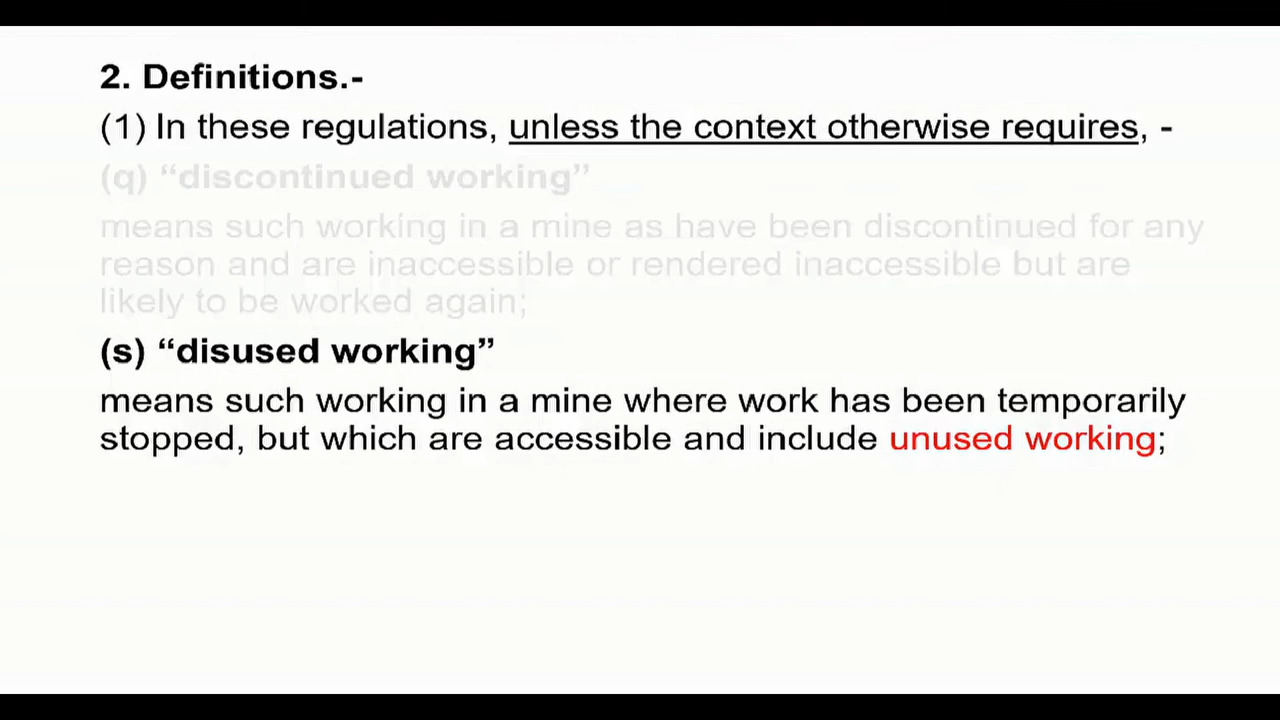 2. Definitions.-
(1) In these regulations, unless the context otherwise requires, -
(q) “discontinued working”
means such working in a mine as have been discontinued for any
reason and are inaccessible or rendered inaccessible but are
likely to be worked again;
(s) “disused working”
means such working in a mine where work has been temporarily
stopped, but which are accessible and include unused working;